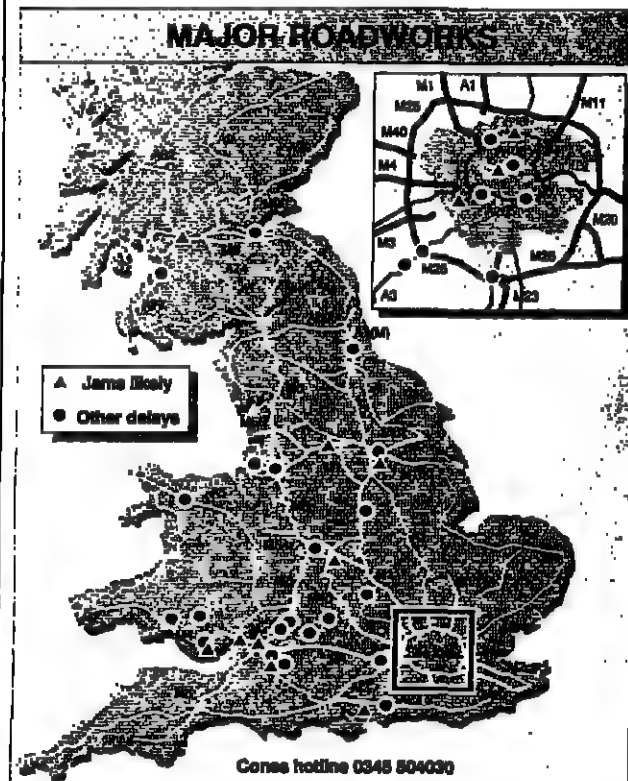 MAJOR ROADWORKS
M1
A1
M25
M11
M40
M4
M3
M20
M25
M26
A3
M23
Jams likely
Other delays
Cones hotline 0345 504030